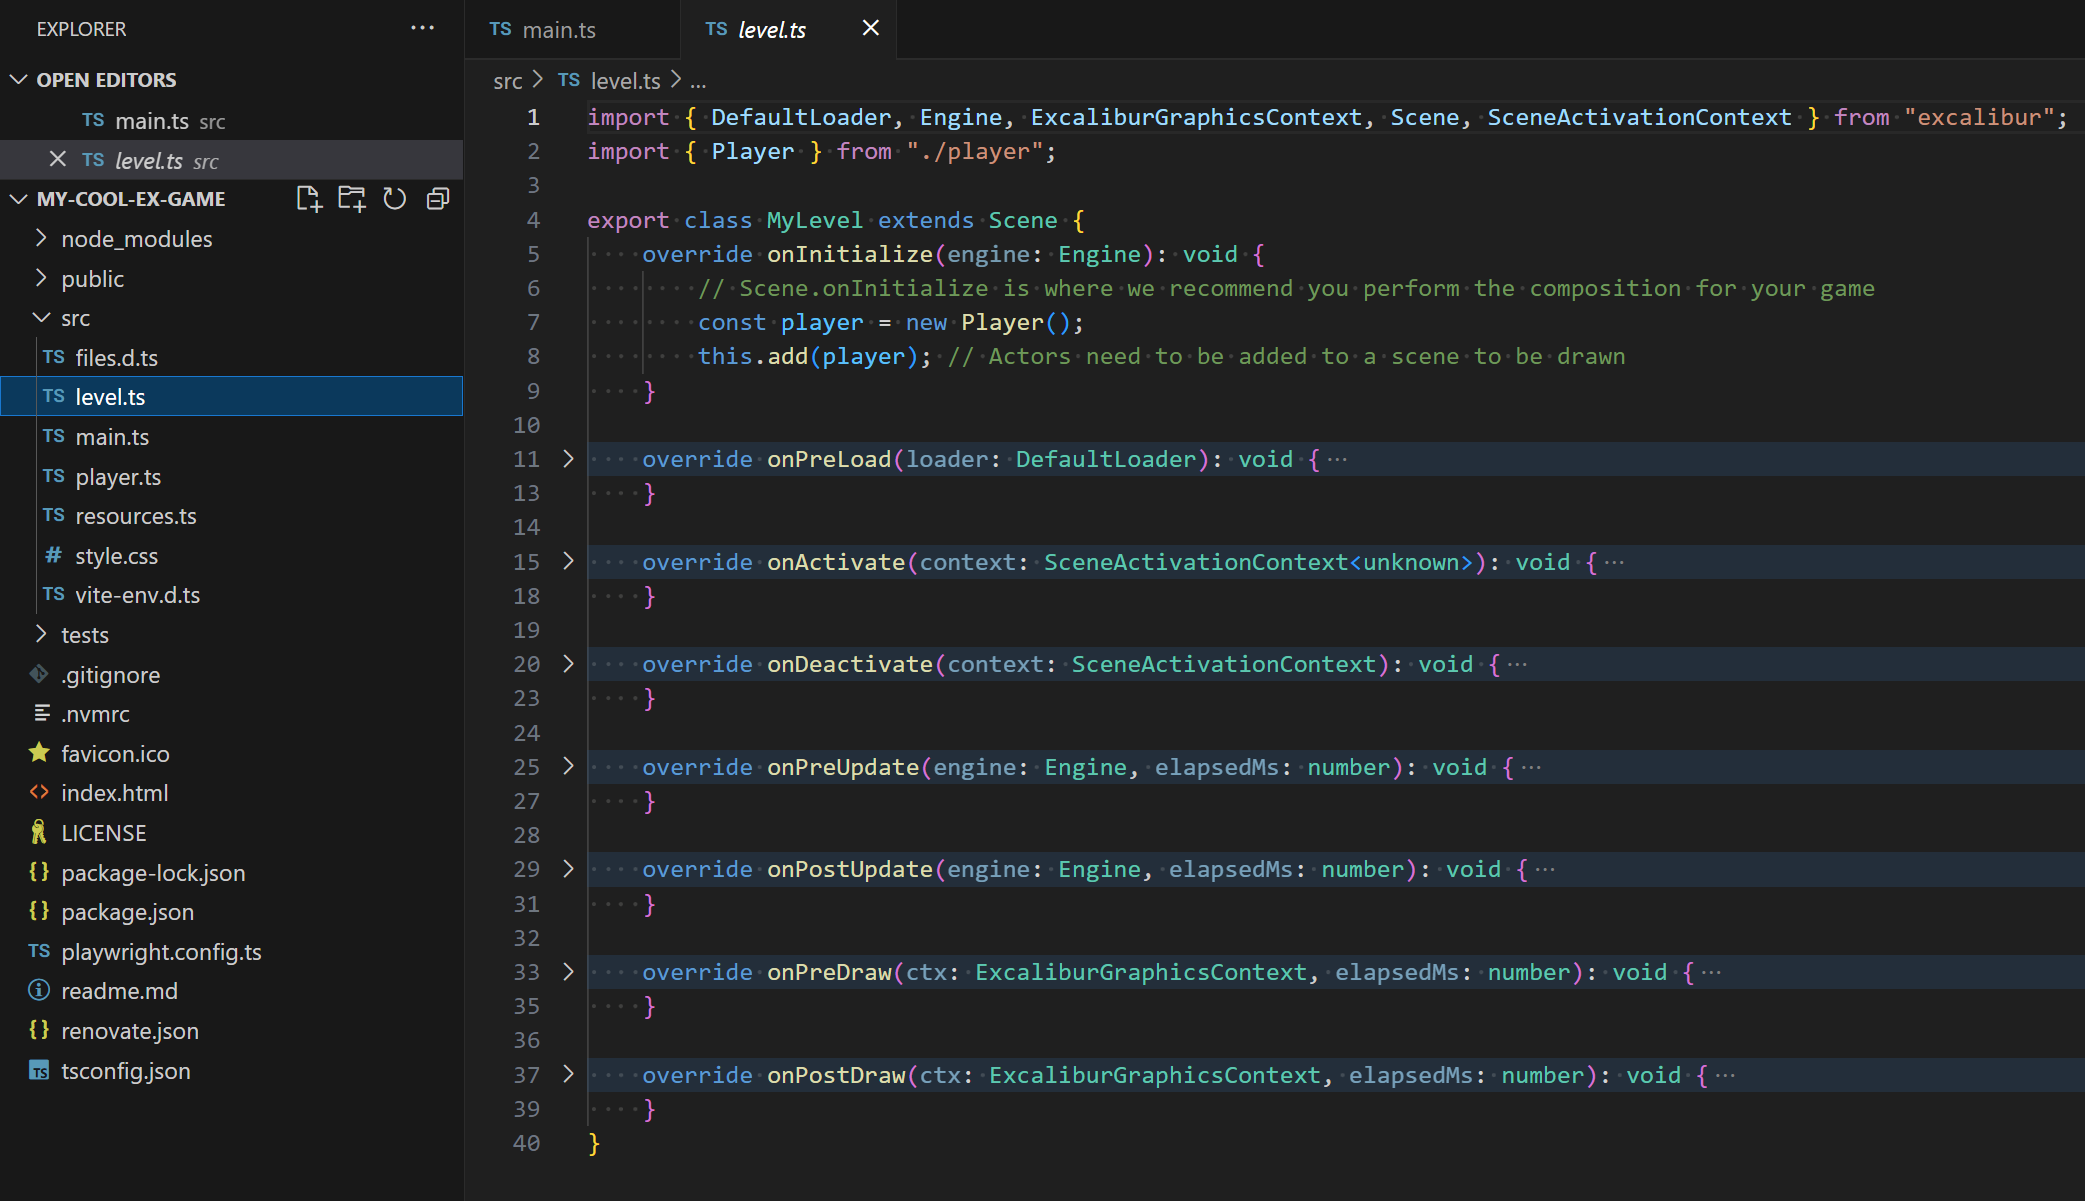 EXPLORER
OPEN EDITORS
TS main.ts src
TS level.ts src
MY-COOL-EX-GAME
node_modules
public
src
TS files.d.ts
TS level.ts
TS main.ts
TS player.ts
TS resources.ts
# style.css
TS vite-env.d.ts
tests
.gitignore
.nvmrc
favicon.ico
index.html
LICENSE
{} package-lock.json
{} package.json
TS playwright.config.ts
readme.md
{} renovate.json
TS tsconfig.json
TS main.ts
TS level.ts
src > TS level.ts > ...
1 import { DefaultLoader, Engine, ExcaliburGraphicsContext, Scene, SceneActivationContext } from "excalibur";
2 import { Player } from "./player";
3
4 export class MyLevel extends Scene {
5     override onInitialize(engine: Engine): void {
6         // Scene.onInitialize is where we recommend you perform the composition for your game
7         const player = new Player();
8         this.add(player); // Actors need to be added to a scene to be drawn
9     }
10
11     override onPreLoad(loader: DefaultLoader): void {···
13     }
14
15     override onActivate(context: SceneActivationContext<unknown>): void {···
18     }
19
20     override onDeactivate(context: SceneActivationContext): void {···
23     }
24
25     override onPreUpdate(engine: Engine, elapsedMs: number): void {···
27     }
28
29     override onPostUpdate(engine: Engine, elapsedMs: number): void {···
31     }
32
33     override onPreDraw(ctx: ExcaliburGraphicsContext, elapsedMs: number): void {···
35     }
36
37     override onPostDraw(ctx: ExcaliburGraphicsContext, elapsedMs: number): void {···
39     }
40 }